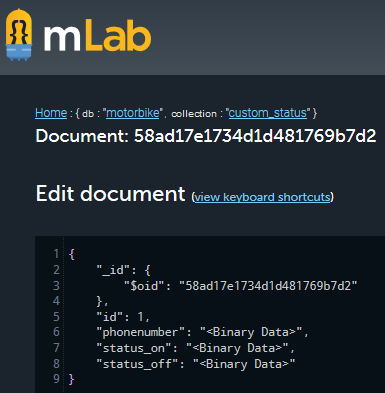 mLab
Home : { db : "motorbike" , collection : "custom_status" }
Document: 58ad17e1734d1d481769b7d2
Edit document (view keyboard shortcuts)
1 {
2 "_id": {
3 "$oid": "58ad17e1734d1d481769b7d2"
4 },
5 "id": 1,
6 "phonenumber": "<Binary Data>",
7 "status_on": "<Binary Data>",
8 "status_off": "<Binary Data>"
9 }